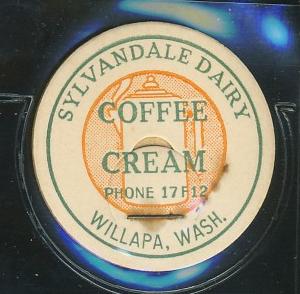 SYLVANDALE DAIRY
COFFEE
CREAM
PHONE 17F12
WILLAPA, WASH.